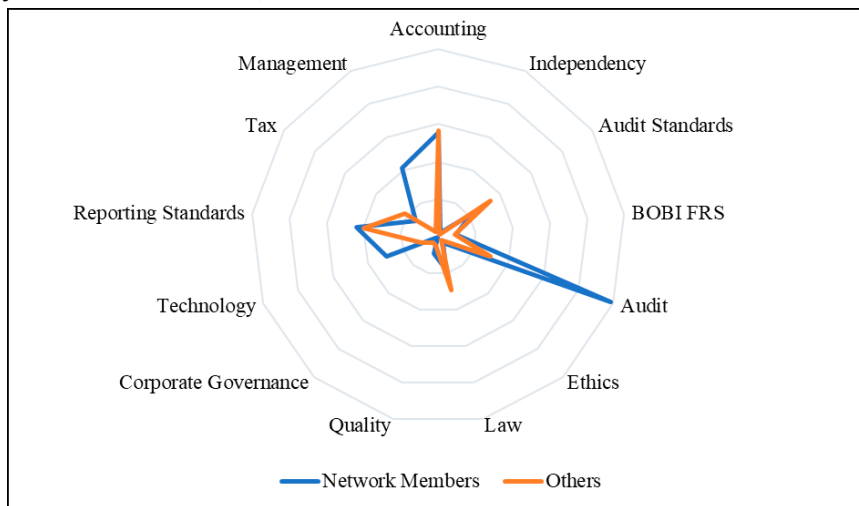 Accounting
Management
Independency
Tax
Audit Standards
Reporting Standards
BOBI FRS
Technology
Audit
Corporate Governance
Ethics
Quality
Law
Network Members
Others